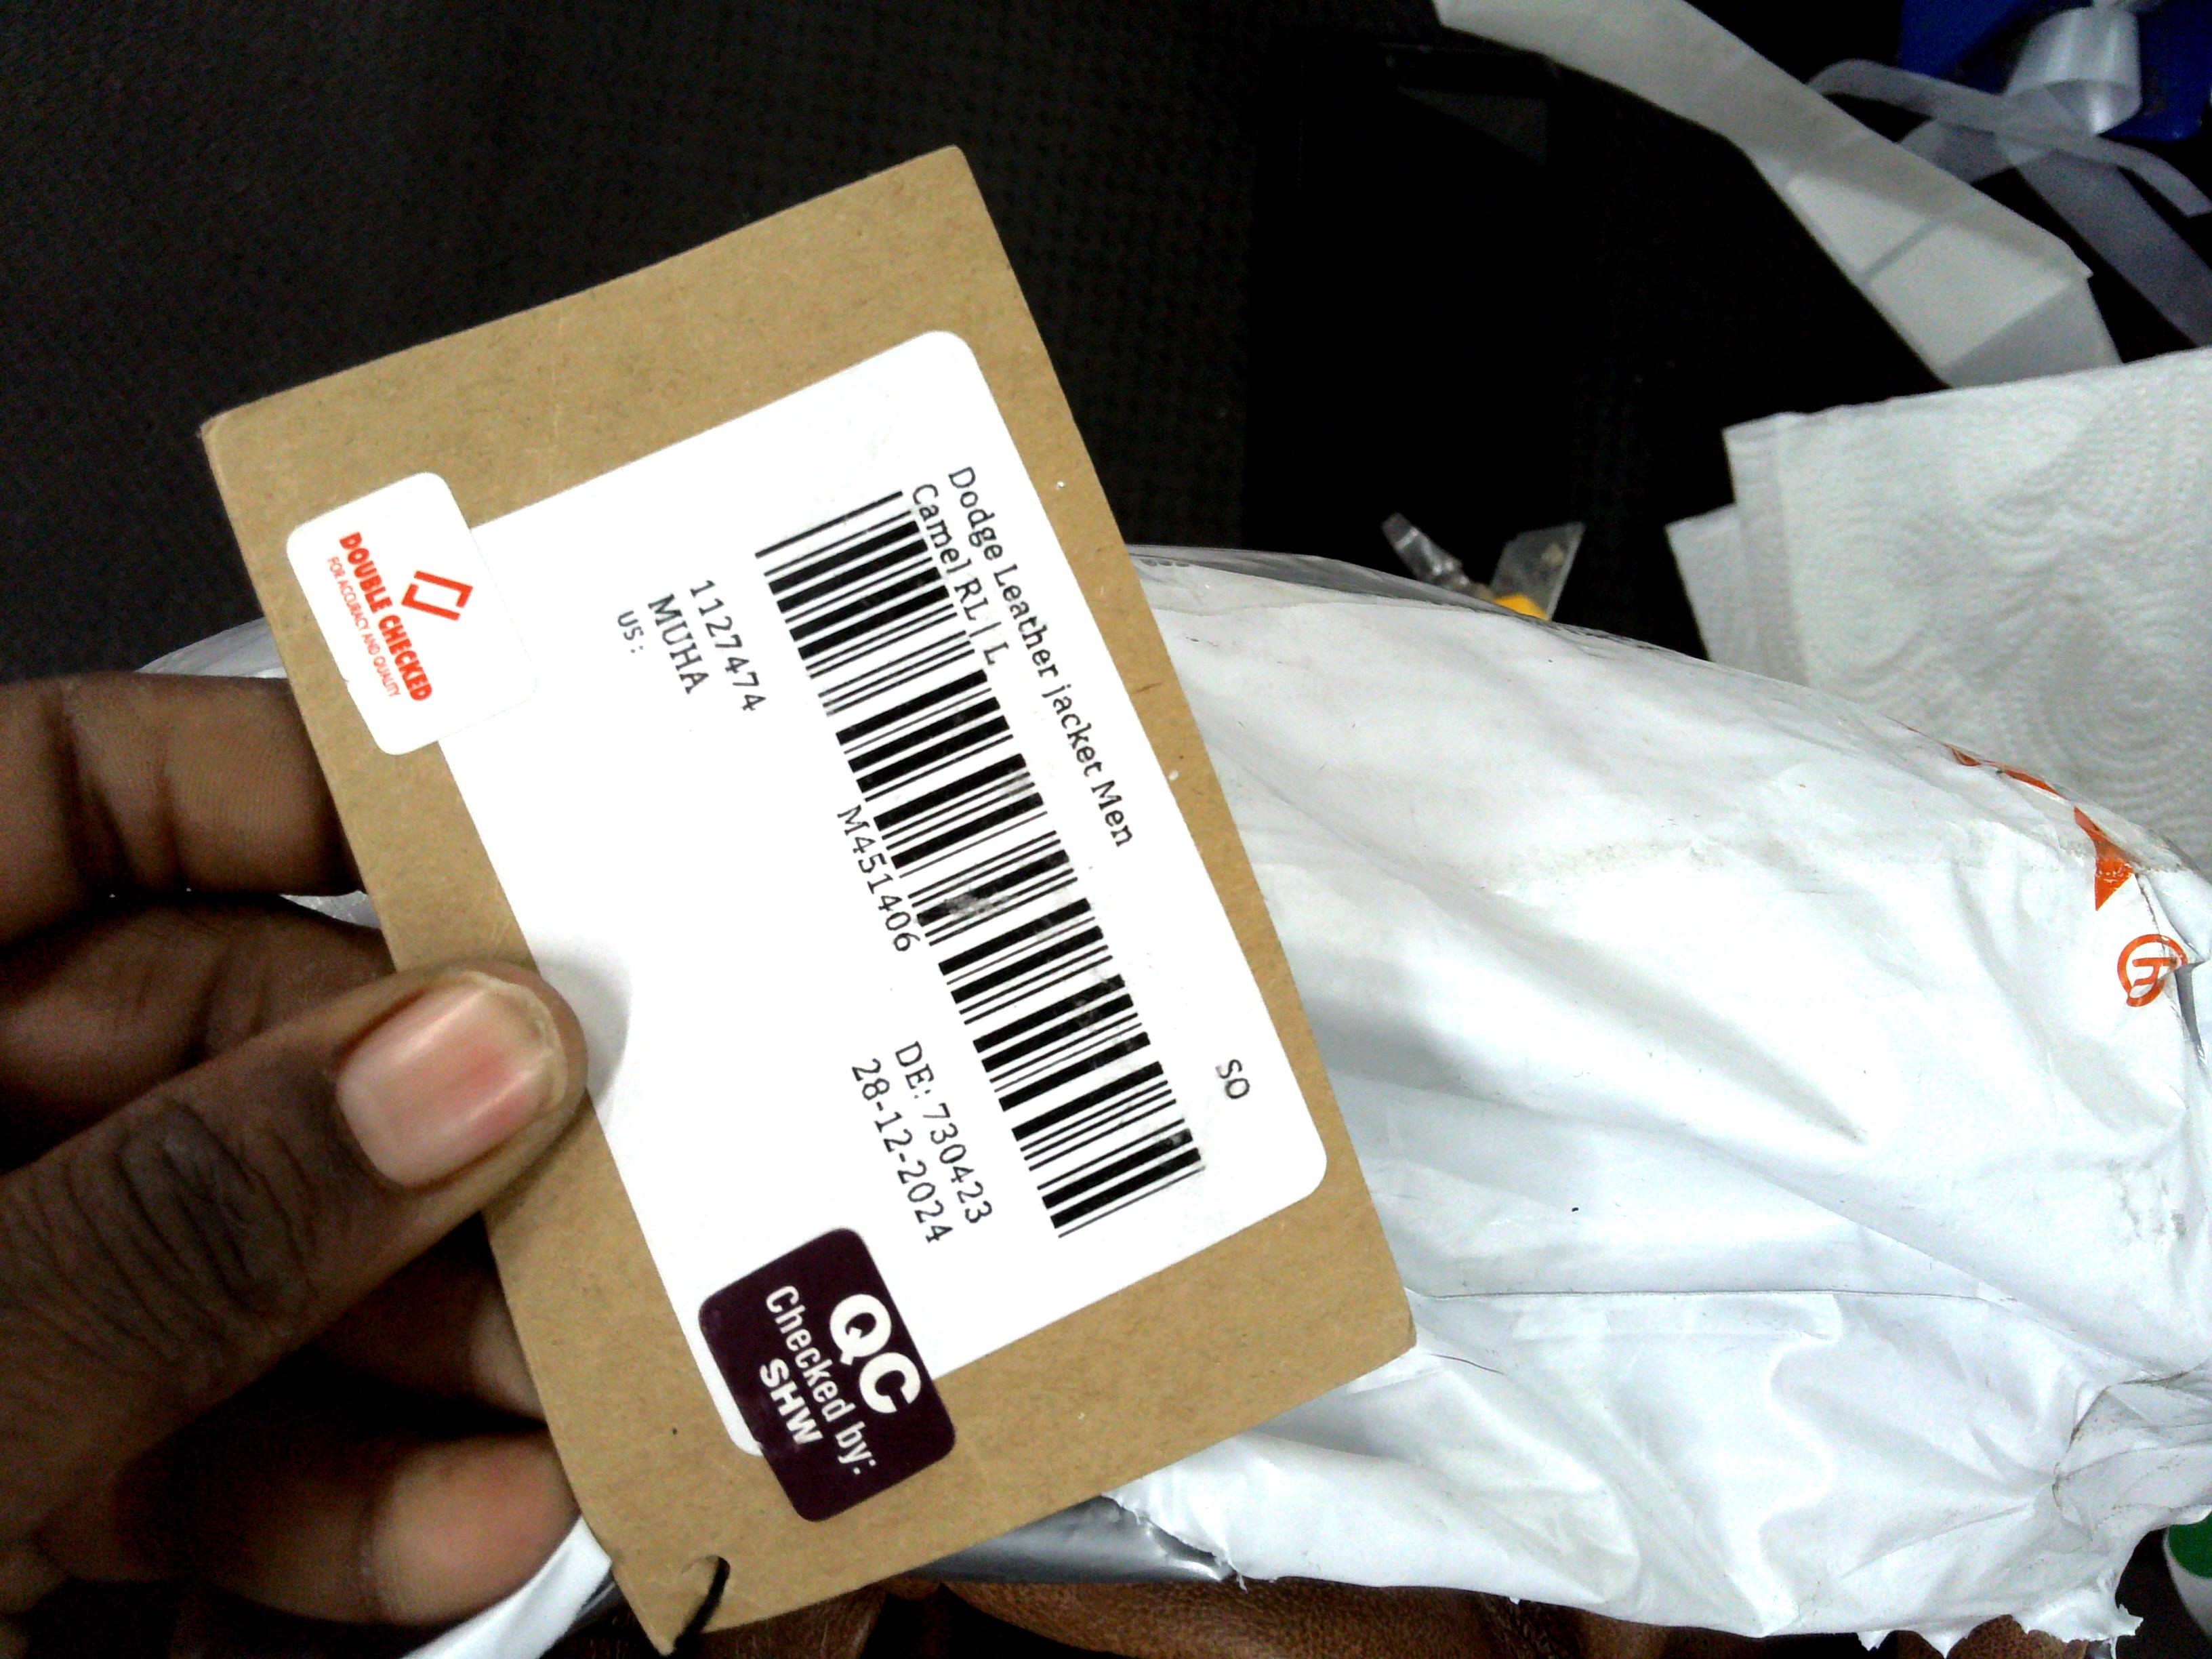 Dodge Leather jacket Men
Camel RL | L
SO
1127474
MUHA
US:
M451406
DE: 730423
28-12-2024
DOUBLE CHECKED
FOR ACCURACY AND QUALITY
QC
Checked by:
SHW